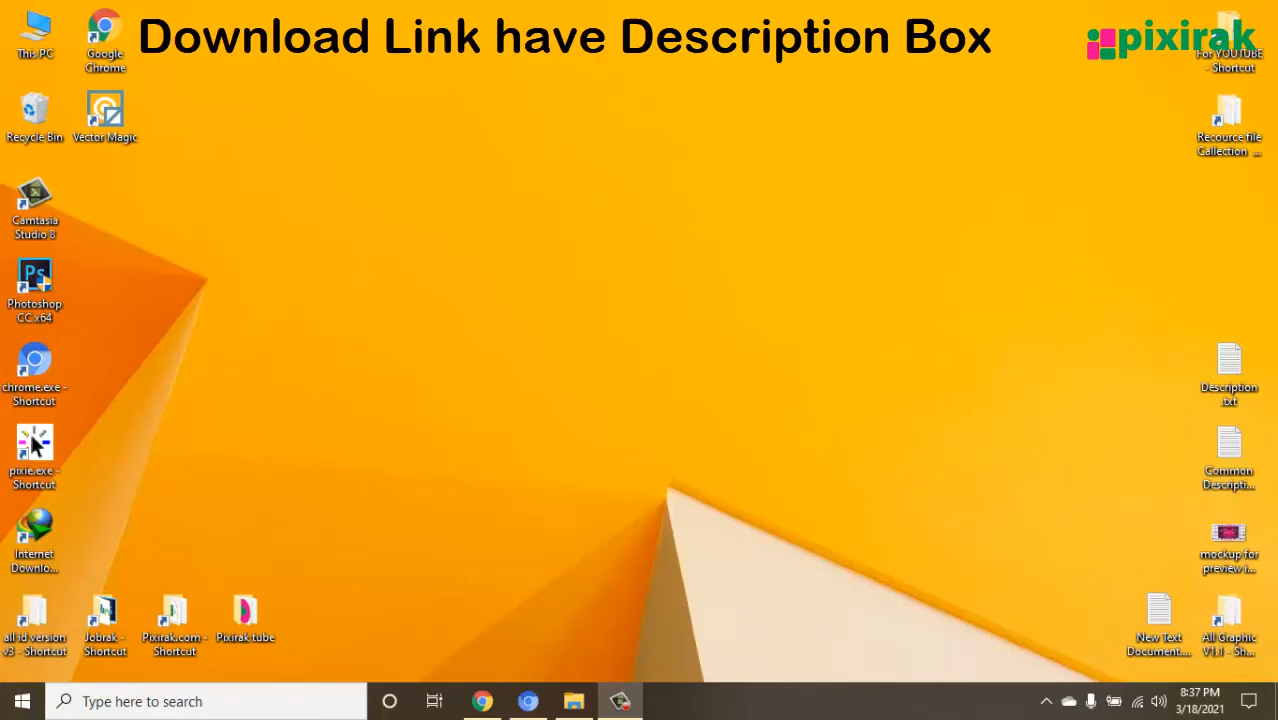 Download Link have Description Box
pixirak
This PC
Google
Chrome
For YOUTUBE
- Shortcut
Recycle Bin
Vector Magic
Recource file
Callection ...
Camtasia
Studio 8
Ps
Photoshop
CC x64
chrome.exe -
Shortcut
Description
.txt
pixie.exe -
Shortcut
Common
Descripti...
Internet
Downlo...
mockup for
preview i...
all id version
v3 - Shortcut
Jobrak -
Shortcut
Pixirak.com -
Shortcut
Pixirak tube
New Text
Document....
All Graphic
V1.1 - Sh...
Type here to search
8:37 PM
3/18/2021